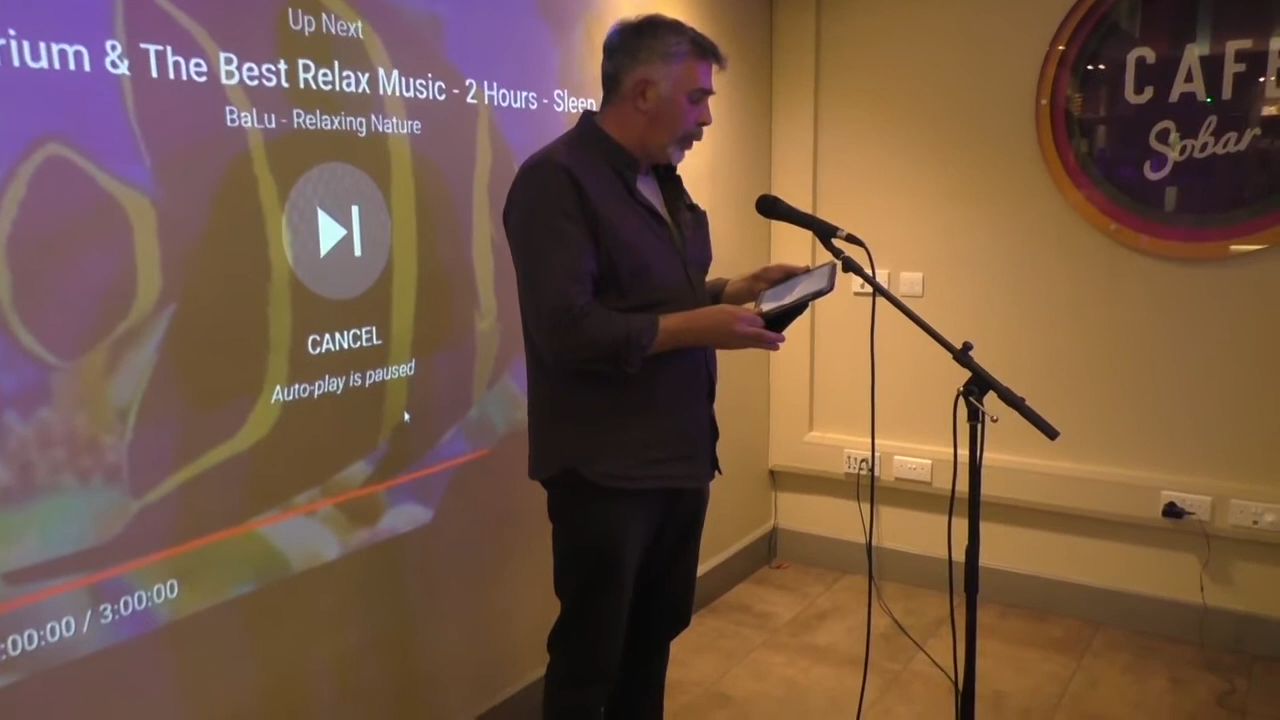 Up Next
rium & The Best Relax Music - 2 Hours - Sleep
BaLu - Relaxing Nature
CANCEL
Auto-play is paused
:00:00 / 3:00:00
CAFE
Sobar